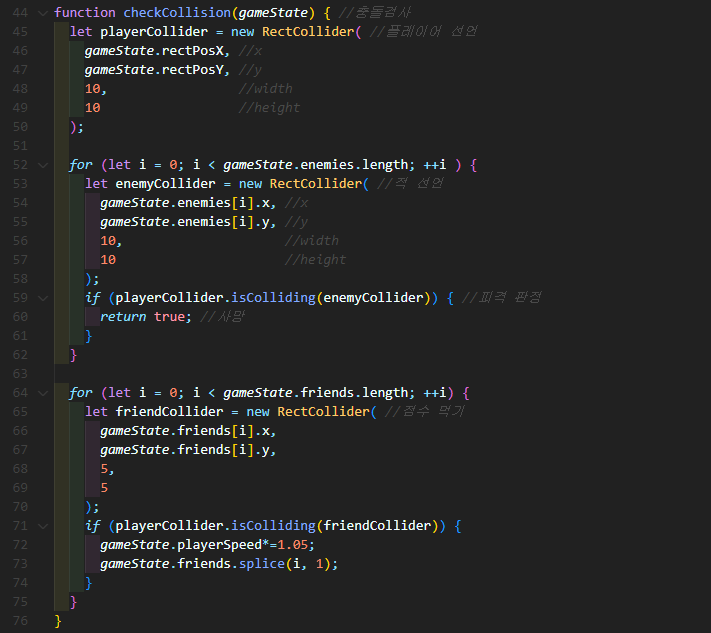 44 function checkCollision(gameState) { //충돌검사
45 let playerCollider = new RectCollider( //플레이어 선언
46 gameState.rectPosX, //x
47 gameState.rectPosY, //y
48 10, //width
49 10 //height
50 );
51
52 for (let i = 0; i < gameState.enemies.length; ++i ) {
53 let enemyCollider = new RectCollider( //적 선언
54 gameState.enemies[i].x, //x
55 gameState.enemies[i].y, //y
56 10, //width
57 10 //height
58 );
59 if (playerCollider.isColliding(enemyCollider)) { //피격 판정
60 return true; //사망
61 }
62 }
63
64 for (let i = 0; i < gameState.friends.length; ++i) {
65 let friendCollider = new RectCollider( //점수 먹기
66 gameState.friends[i].x,
67 gameState.friends[i].y,
68 5,
69 5
70 );
71 if (playerCollider.isColliding(friendCollider)) {
72 gameState.playerSpeed*=1.05;
73 gameState.friends.splice(i, 1);
74 }
75 }
76 }